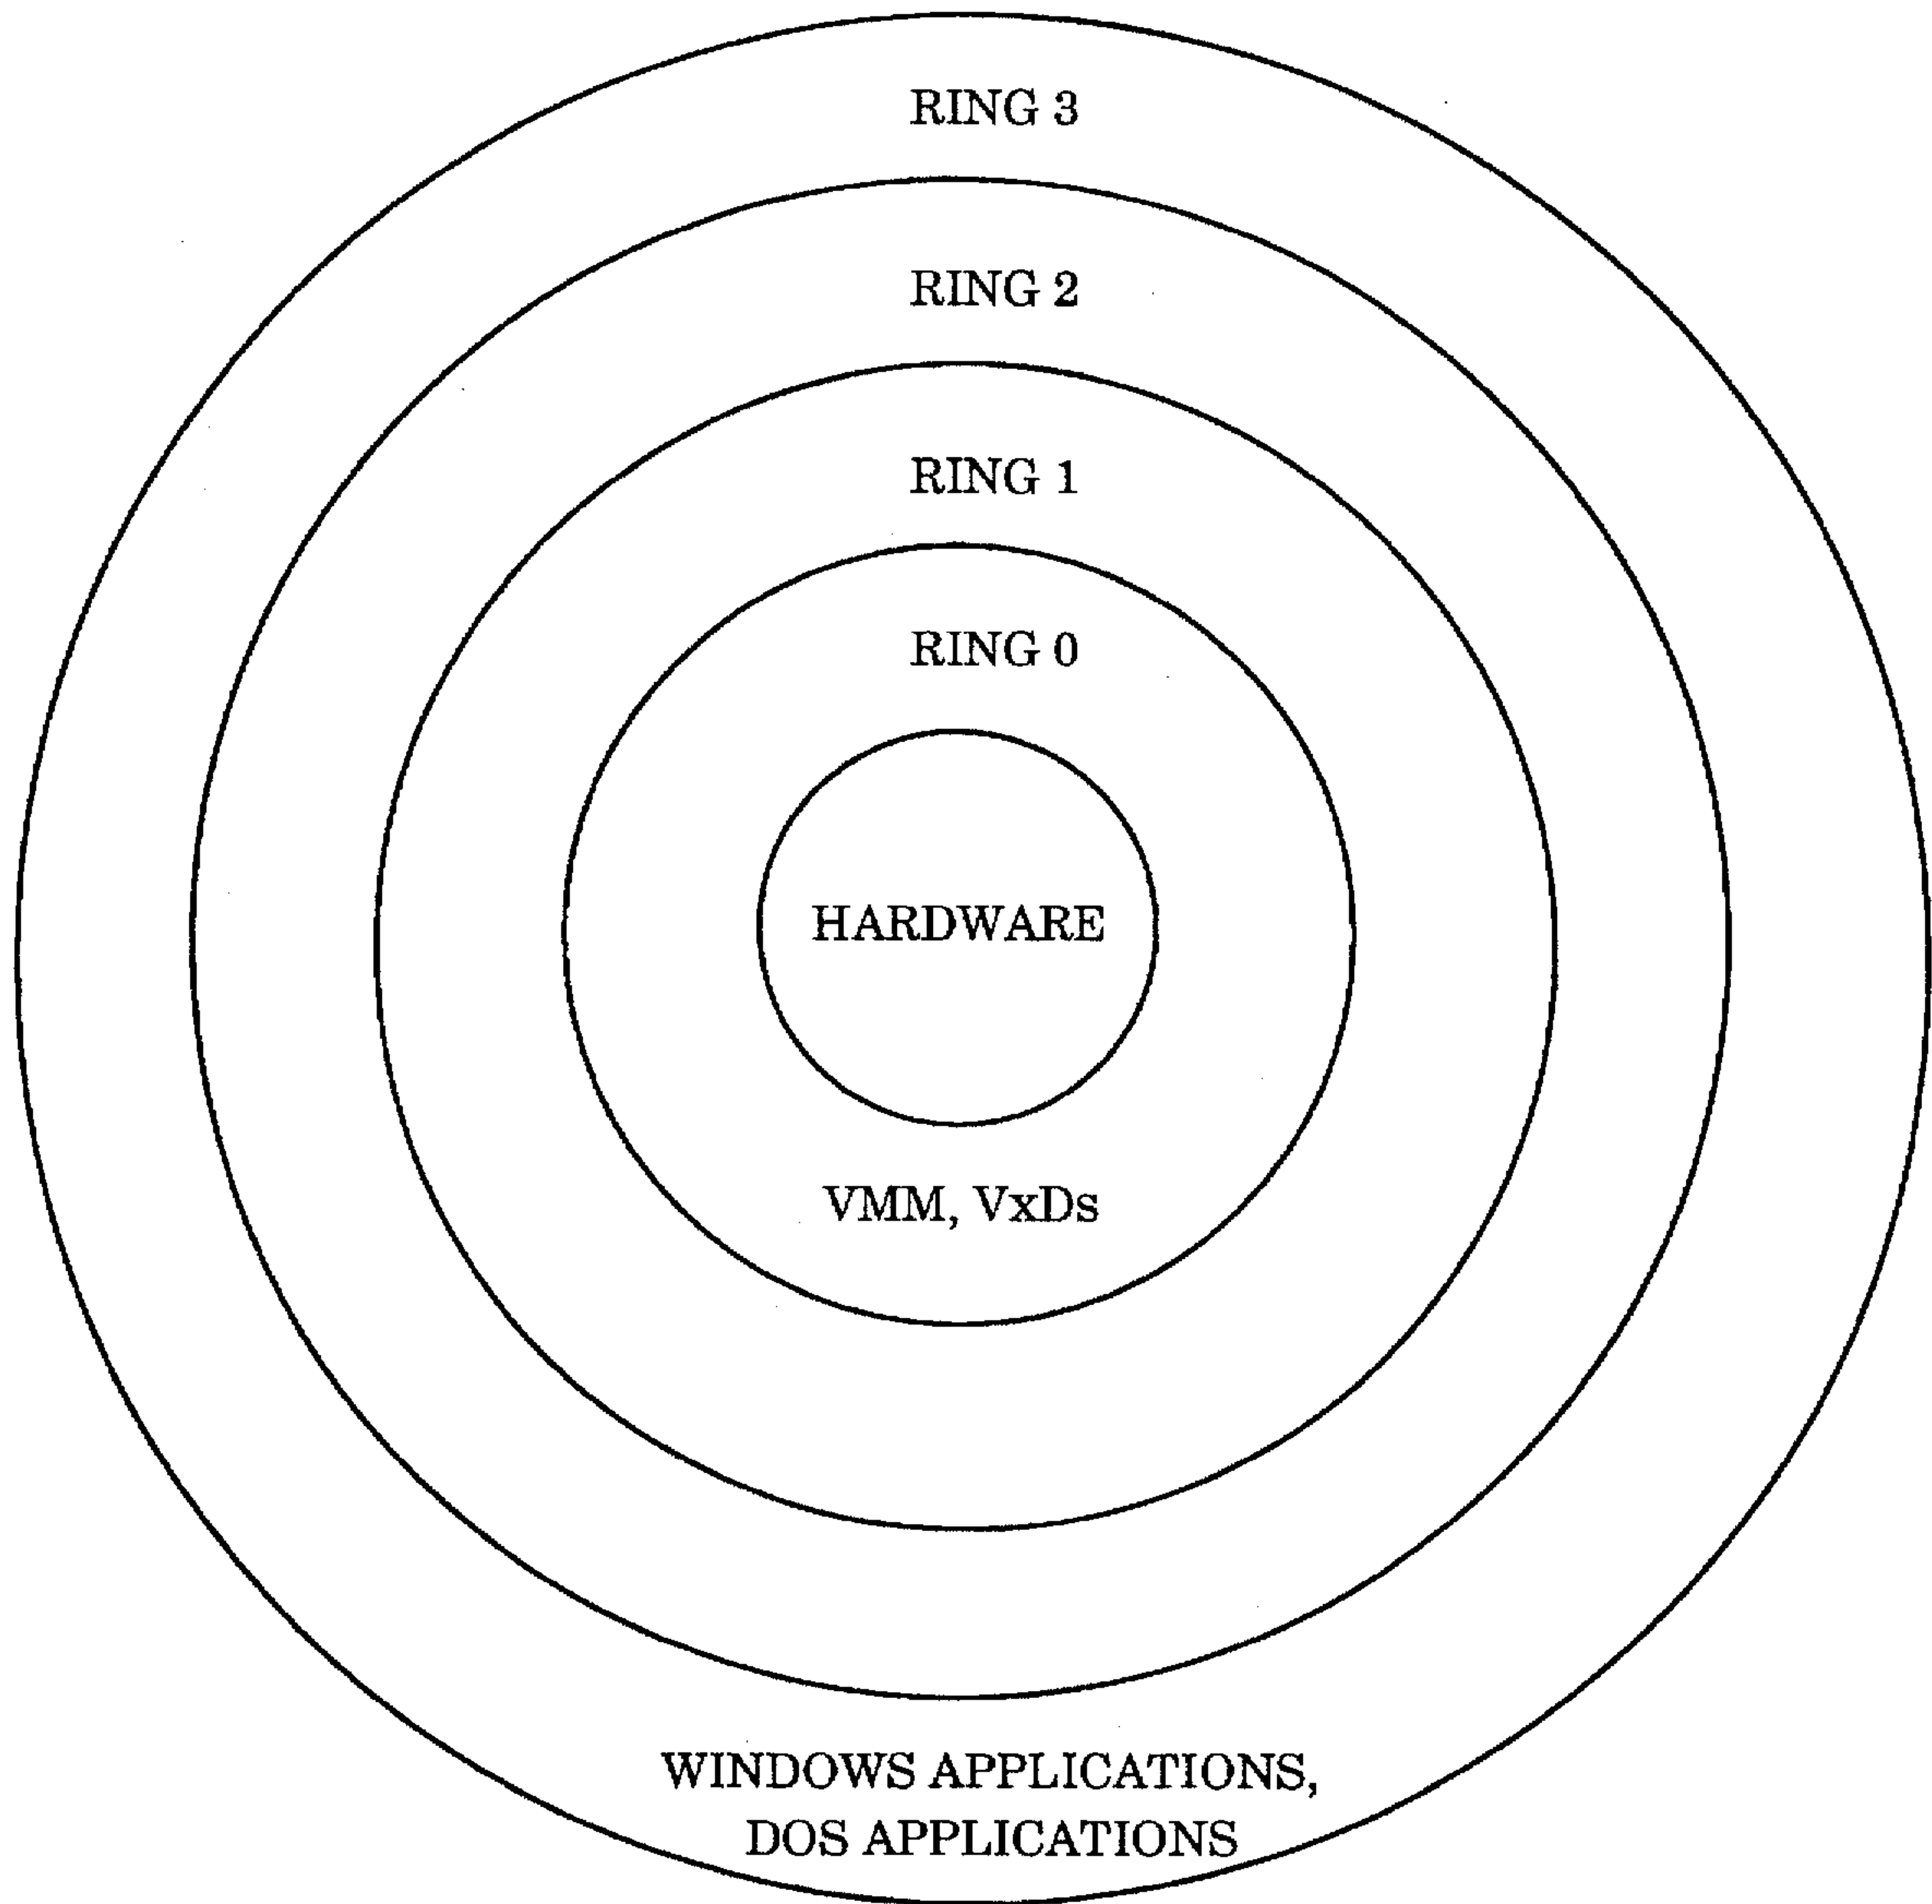 RING 3
RING 2
RING 1
RING 0
HARDWARE
VMM, VxDs
WINDOWS APPLICATIONS,
DOS APPLICATIONS